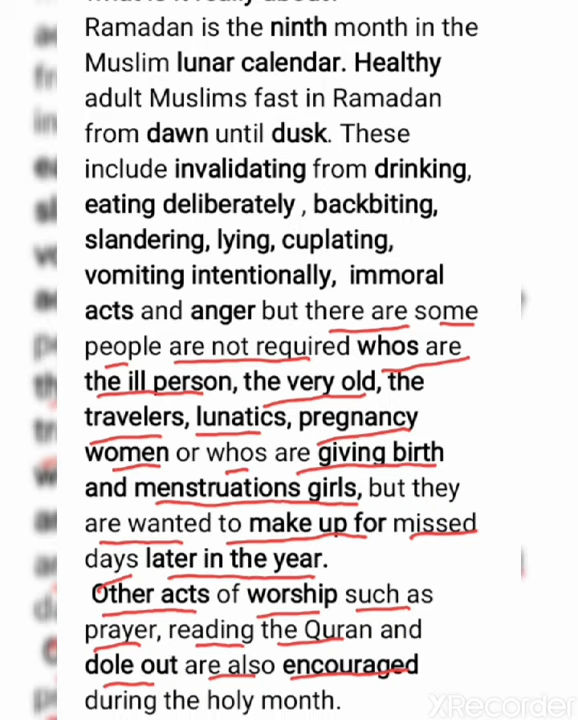 Ramadan is the ninth month in the
Muslim lunar calendar. Healthy
adult Muslims fast in Ramadan
from dawn until dusk. These
include invalidating from drinking,
eating deliberately , backbiting,
slandering, lying, cuplating,
vomiting intentionally, immoral
acts and anger but there are some
people are not required whos are
the ill person, the very old, the
travelers, lunatics, pregnancy
women or whos are giving birth
and menstruations girls, but they
are wanted to make up for missed
days later in the year.
Other acts of worship such as
prayer, reading the Quran and
dole out are also encouraged
during the holy month.
XRecorder